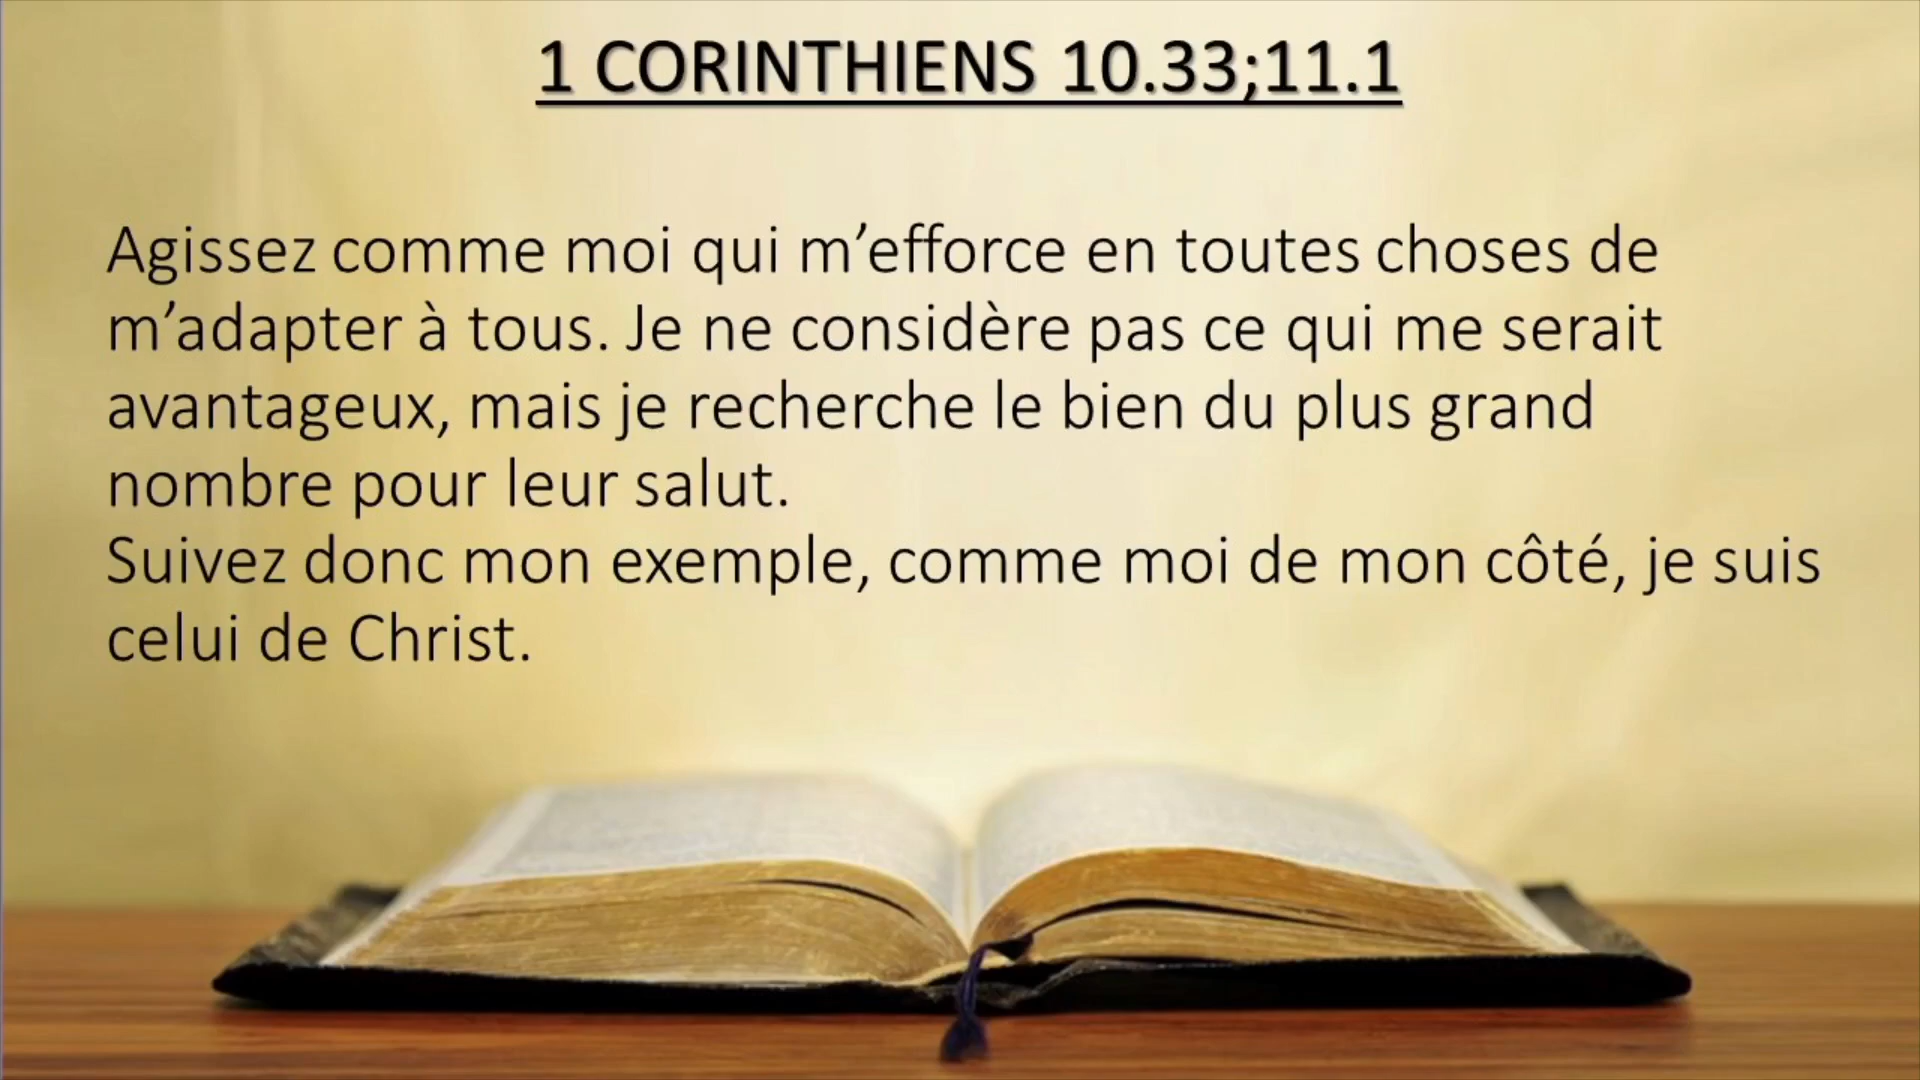 1 CORINTHIENS 10.33;11.1
Agissez comme moi qui m’efforce en toutes choses de
m’adapter à tous. Je ne considère pas ce qui me serait
avantageux, mais je recherche le bien du plus grand
nombre pour leur salut.
Suivez donc mon exemple, comme moi de mon côté, je suis
celui de Christ.